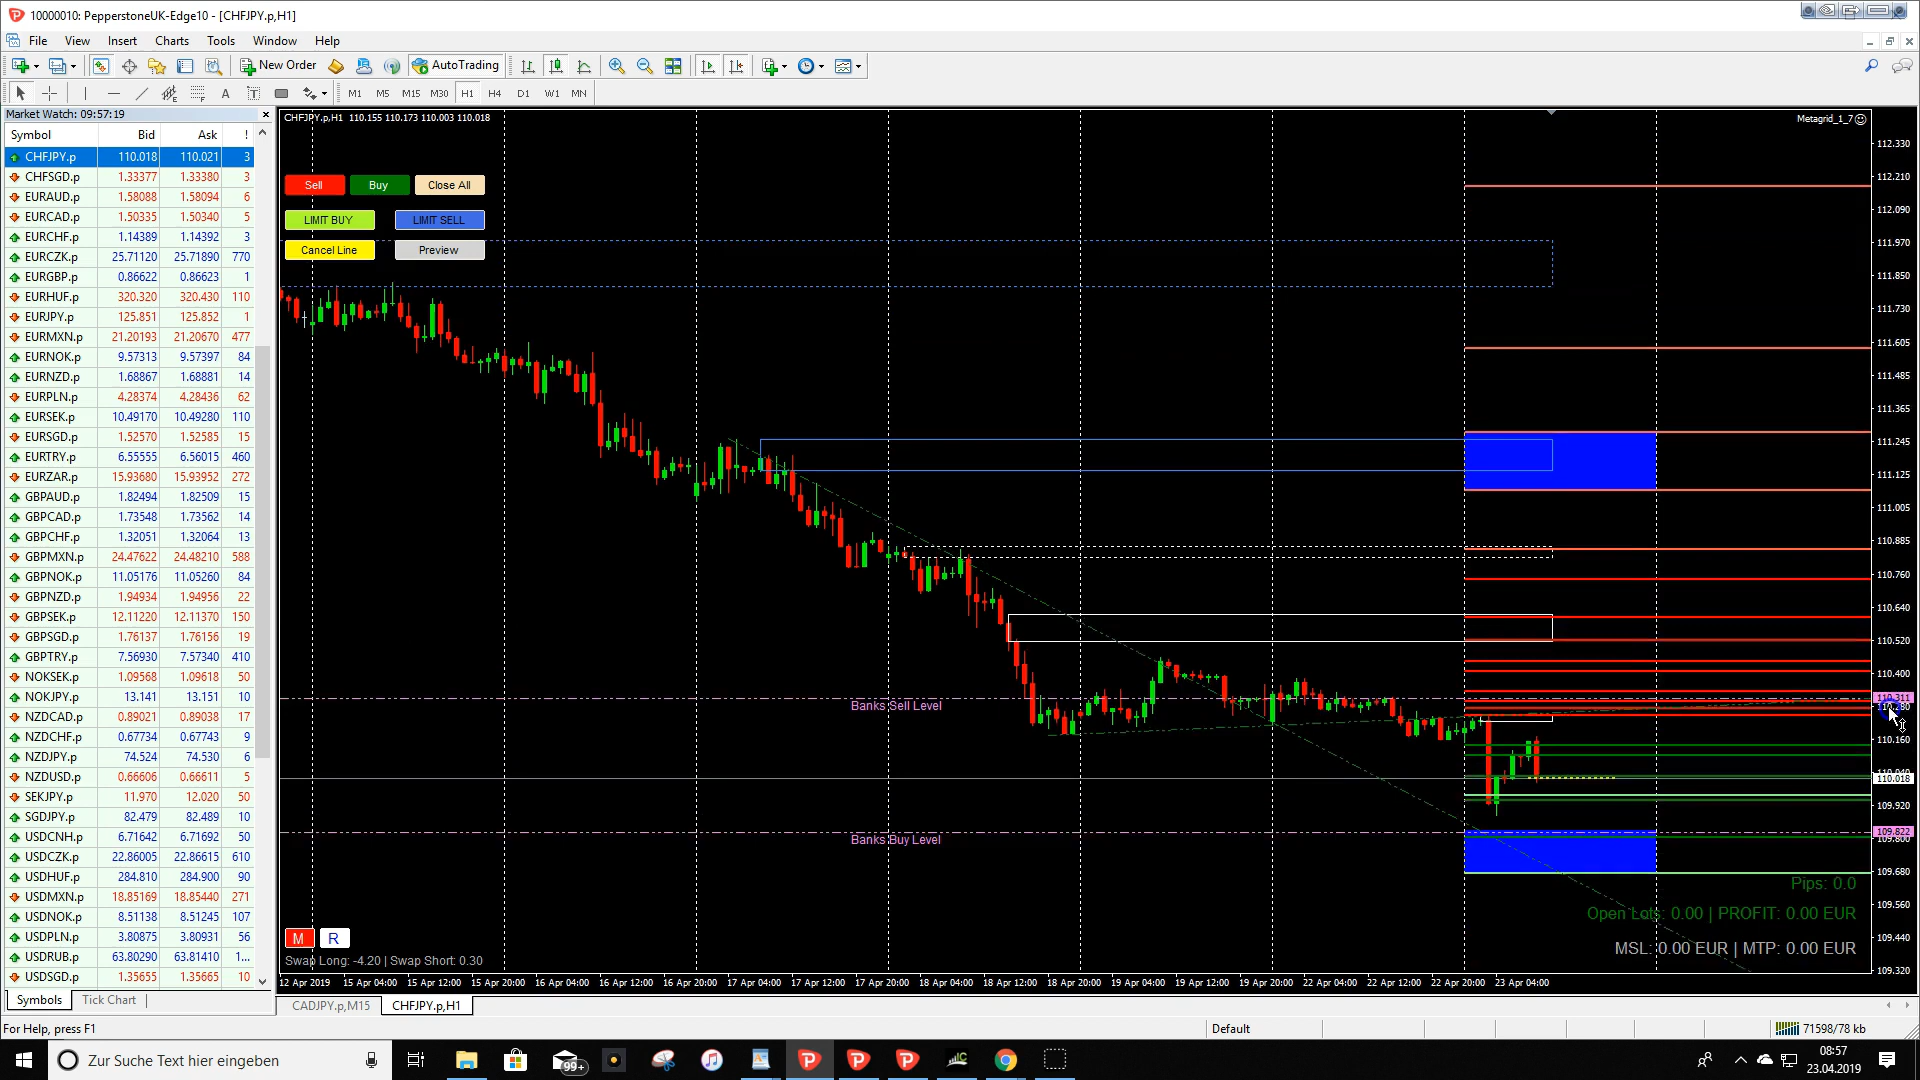 10000010: PepperstoneUK-Edge10 - [CHFJPY.p,H1]
File View Insert Charts Tools Window Help
New Order AutoTrading
A T M1 M5 M15 M30 H1 H4 D1 W1 MN
Market Watch: 09:57:19
Symbol Bid Ask !
CHFJPY.p 110.018 110.021 3
CHFSGD.p 1.33377 1.33380 3
EURAUD.p 1.58088 1.58094 6
EURCAD.p 1.50335 1.50340 5
EURCHF.p 1.14389 1.14392 3
EURCZK.p 25.71120 25.71890 770
EURGBP.p 0.86622 0.86623 1
EURHUF.p 320.320 320.430 110
EURJPY.p 125.851 125.852 1
EURMXN.p 21.20193 21.20670 477
EURNOK.p 9.57313 9.57397 84
EURNZD.p 1.68867 1.68881 14
EURPLN.p 4.28374 4.28436 62
EURSEK.p 10.49170 10.49280 110
EURSGD.p 1.52570 1.52585 15
EURTRY.p 6.55555 6.56015 460
EURZAR.p 15.93680 15.93952 272
GBPAUD.p 1.82494 1.82509 15
GBPCAD.p 1.73548 1.73562 14
GBPCHF.p 1.32051 1.32064 13
GBPMXN.p 24.47622 24.48210 588
GBPNOK.p 11.05176 11.05260 84
GBPNZD.p 1.94934 1.94956 22
GBPSEK.p 12.11220 12.11370 150
GBPSGD.p 1.76137 1.76156 19
GBPTRY.p 7.56930 7.57340 410
NOKSEK.p 1.09568 1.09618 50
NOKJPY.p 13.141 13.151 10
NZDCAD.p 0.89021 0.89038 17
NZDCHF.p 0.67734 0.67743 9
NZDJPY.p 74.524 74.530 6
NZDUSD.p 0.66606 0.66611 5
SEKJPY.p 11.970 12.020 50
SGDJPY.p 82.479 82.489 10
USDCNH.p 6.71642 6.71692 50
USDCZK.p 22.86005 22.86615 610
USDHUF.p 284.810 284.900 90
USDMXN.p 18.85169 18.85440 271
USDNOK.p 8.51138 8.51245 107
USDPLN.p 3.80875 3.80931 56
USDRUB.p 63.80290 63.81410 1...
USDSGD.p 1.35655 1.35665 10
Symbols Tick Chart
CHFJPY.p,H1 110.155 110.173 110.003 110.018
Metagrid_1_7
Sell Buy Close All
LIMIT BUY LIMIT SELL
Cancel Line Preview
Banks Sell Level
Banks Buy Level
112.330
112.210
112.090
111.970
111.850
111.730
111.605
111.485
111.365
111.245
111.125
111.005
110.885
110.760
110.640
110.520
110.400
110.311
110.160
110.018
109.920
109.822
109.680
109.560
109.440
109.320
Pips: 0.0
Open Lots: 0.00 | PROFIT: 0.00 EUR
MSL: 0.00 EUR | MTP: 0.00 EUR
M R
Swap Long: -4.20 | Swap Short: 0.30
12 Apr 2019 15 Apr 04:00 15 Apr 12:00 15 Apr 20:00 16 Apr 04:00 16 Apr 12:00 16 Apr 20:00 17 Apr 04:00 17 Apr 12:00 17 Apr 20:00 18 Apr 04:00 18 Apr 12:00 18 Apr 20:00 19 Apr 04:00 19 Apr 12:00 19 Apr 20:00 22 Apr 04:00 22 Apr 12:00 22 Apr 20:00 23 Apr 04:00
CADJPY.p,M15 CHFJPY.p,H1
For Help, press F1
Default
71598/78 kb
Zur Suche Text hier eingeben
99+
08:57
23.04.2019